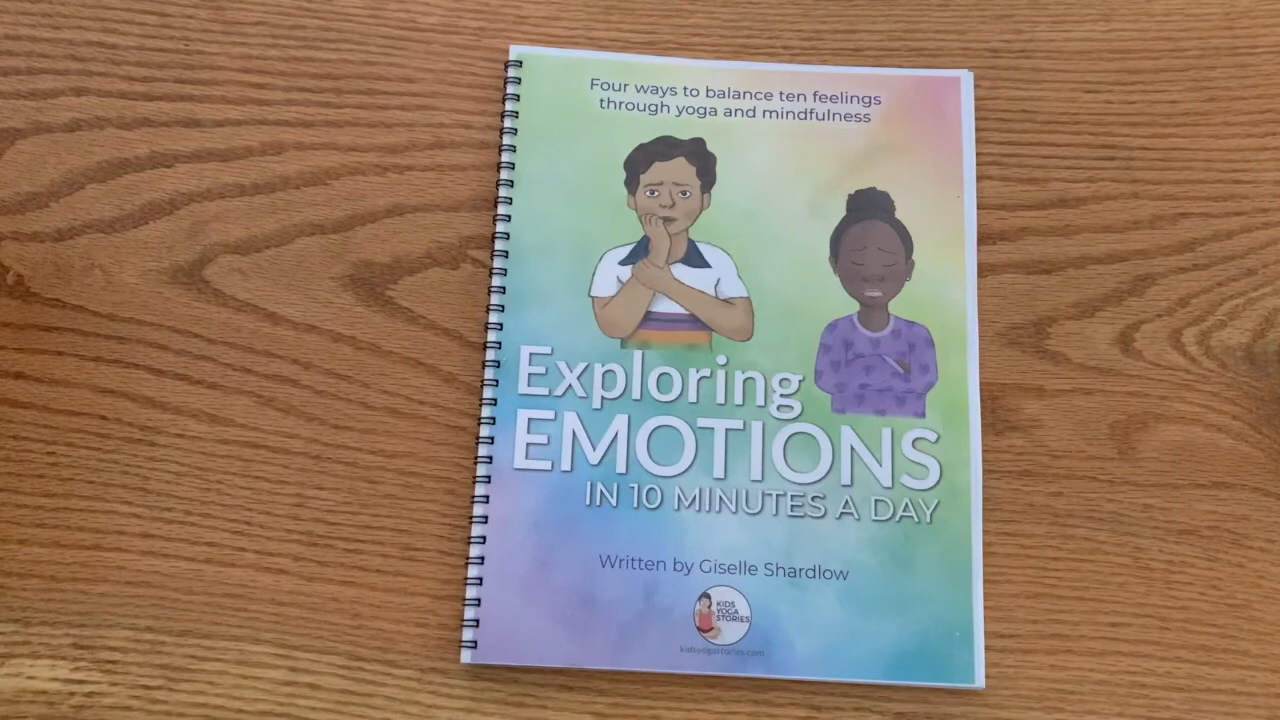 Four ways to balance ten feelings
through yoga and mindfulness
Exploring
EMOTIONS
IN 10 MINUTES A DAY
Written by Giselle Shardlow
KIDS
YOGA
STORIES
kidsyogastories.com